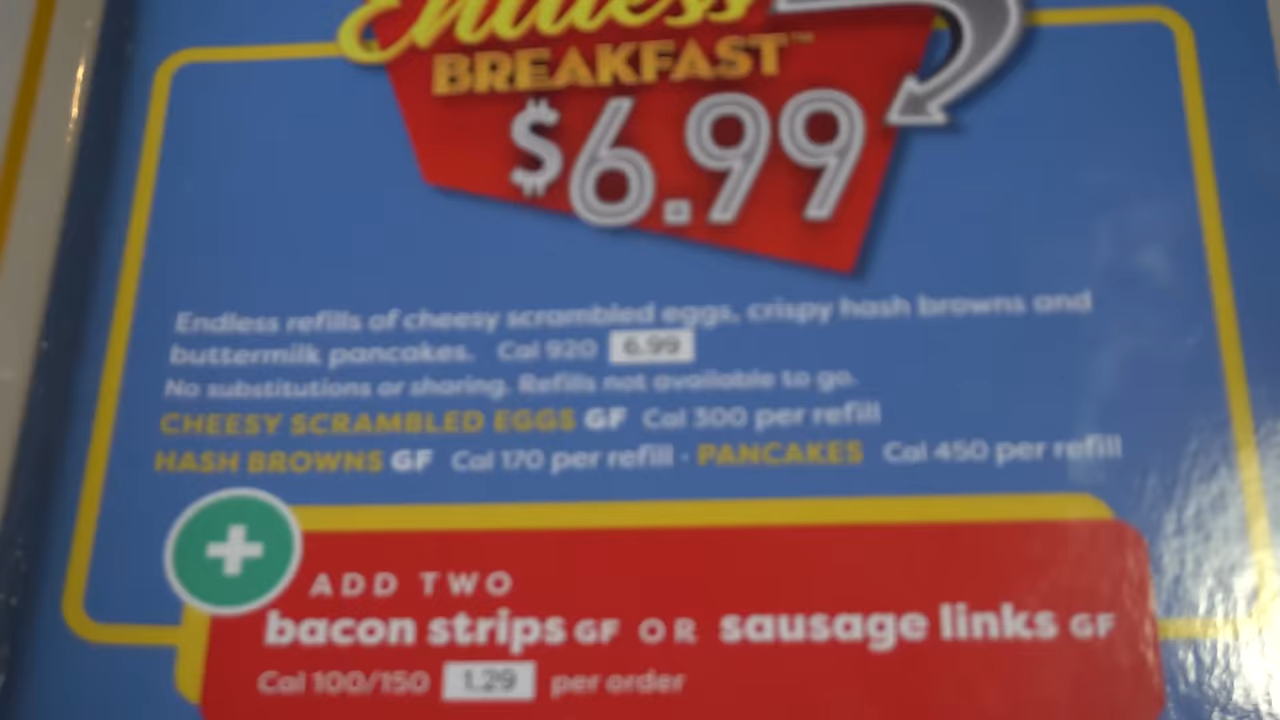 Endless
BREAKFAST™
$6.99
Endless refills of cheesy scrambled eggs, crispy hash browns and
buttermilk pancakes. Cal 920 6.99
No substitutions or sharing. Refills not available to go.
CHEESY SCRAMBLED EGGS GF Cal 300 per refill
HASH BROWNS GF Cal 170 per refill · PANCAKES Cal 450 per refill
+
ADD TWO
bacon strips GF OR sausage links GF
Cal 100/150 1.29 per order